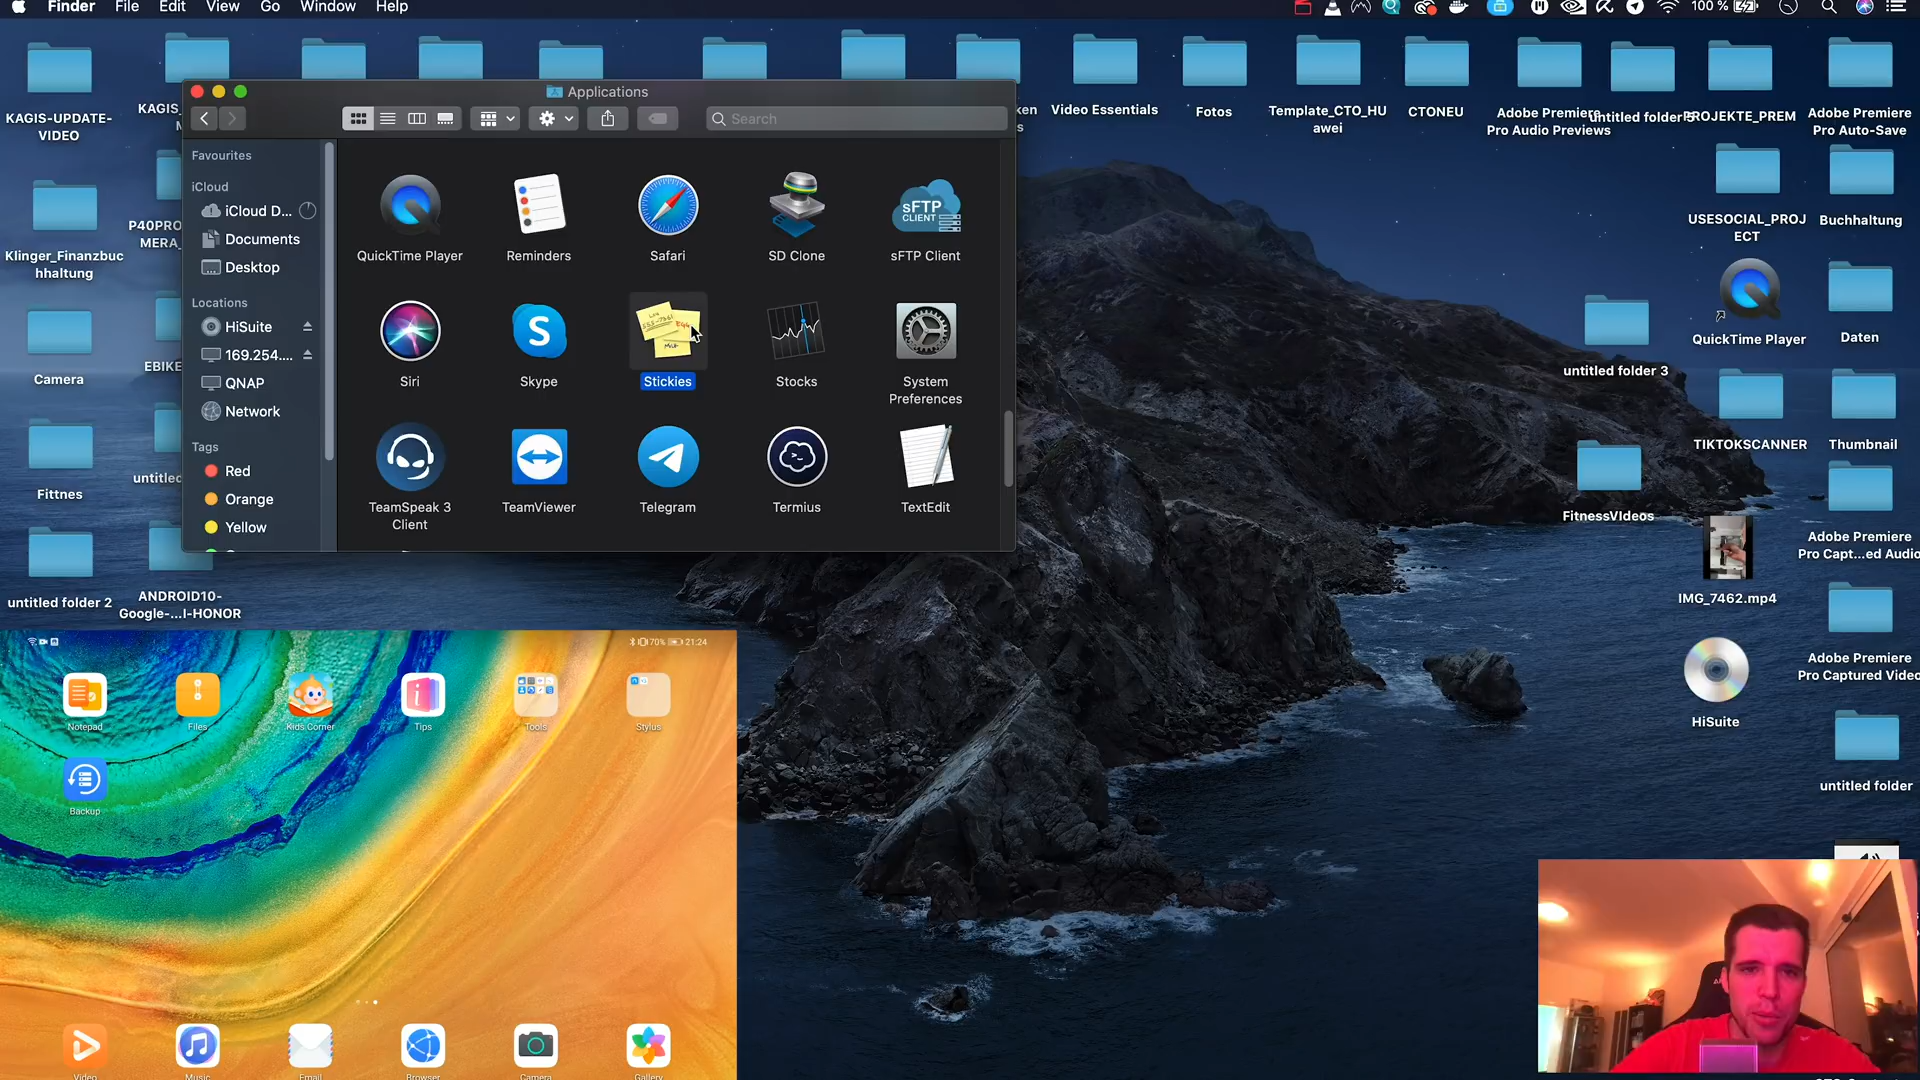 Finder File Edit View Go Window Help
100 %
KAGIS-UPDATE-
VIDEO
Klinger_Finanzbuc
hhaltung
Camera
Fittnes
untitled folder 2
ANDROID10-
Google-...I-HONOR
Applications
Search
Favourites
iCloud
iCloud D...
Documents
Desktop
Locations
HiSuite
169.254....
QNAP
Network
Tags
Red
Orange
Yellow
QuickTime Player
Reminders
Safari
SD Clone
sFTP
CLIENT
sFTP Client
Siri
Skype
Stickies
Stocks
System
Preferences
TeamSpeak 3
Client
TeamViewer
Telegram
Termius
TextEdit
Video Essentials
Fotos
Template_CTO_HU
awei
CTONEU
Adobe Premiere
Pro Audio Previews
untitled folder
PROJEKTE_PREM
Adobe Premiere
Pro Auto-Save
USESOCIAL_PROJ
ECT
Buchhaltung
QuickTime Player
Daten
untitled folder 3
TIKTOKSCANNER
Thumbnail
FitnessVIdeos
Adobe Premiere
Pro Capt...ed Audio
IMG_7462.mp4
Adobe Premiere
Pro Captured Video
HiSuite
untitled folder
70% 21:24
Notepad
Files
Kids Corner
Tips
Tools
Stylus
Backup
Video
Music
Email
Browser
Camera
Gallery